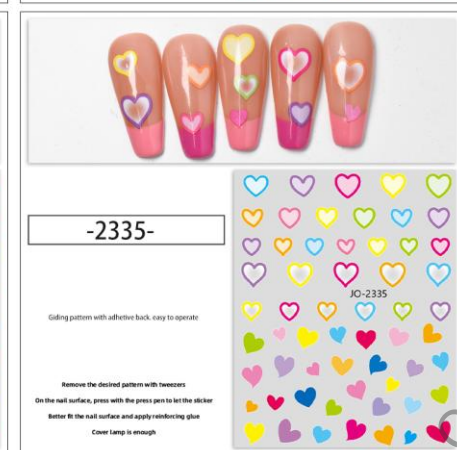 -2335-
JO-2335
Giding pattern with adhetive back. easy to operate
Remove the desired pattern with tweezers
On the nail surface, press with the press pen to let the sticker
Better fit the nail surface and apply reinforcing glue
Cover lamp is enough